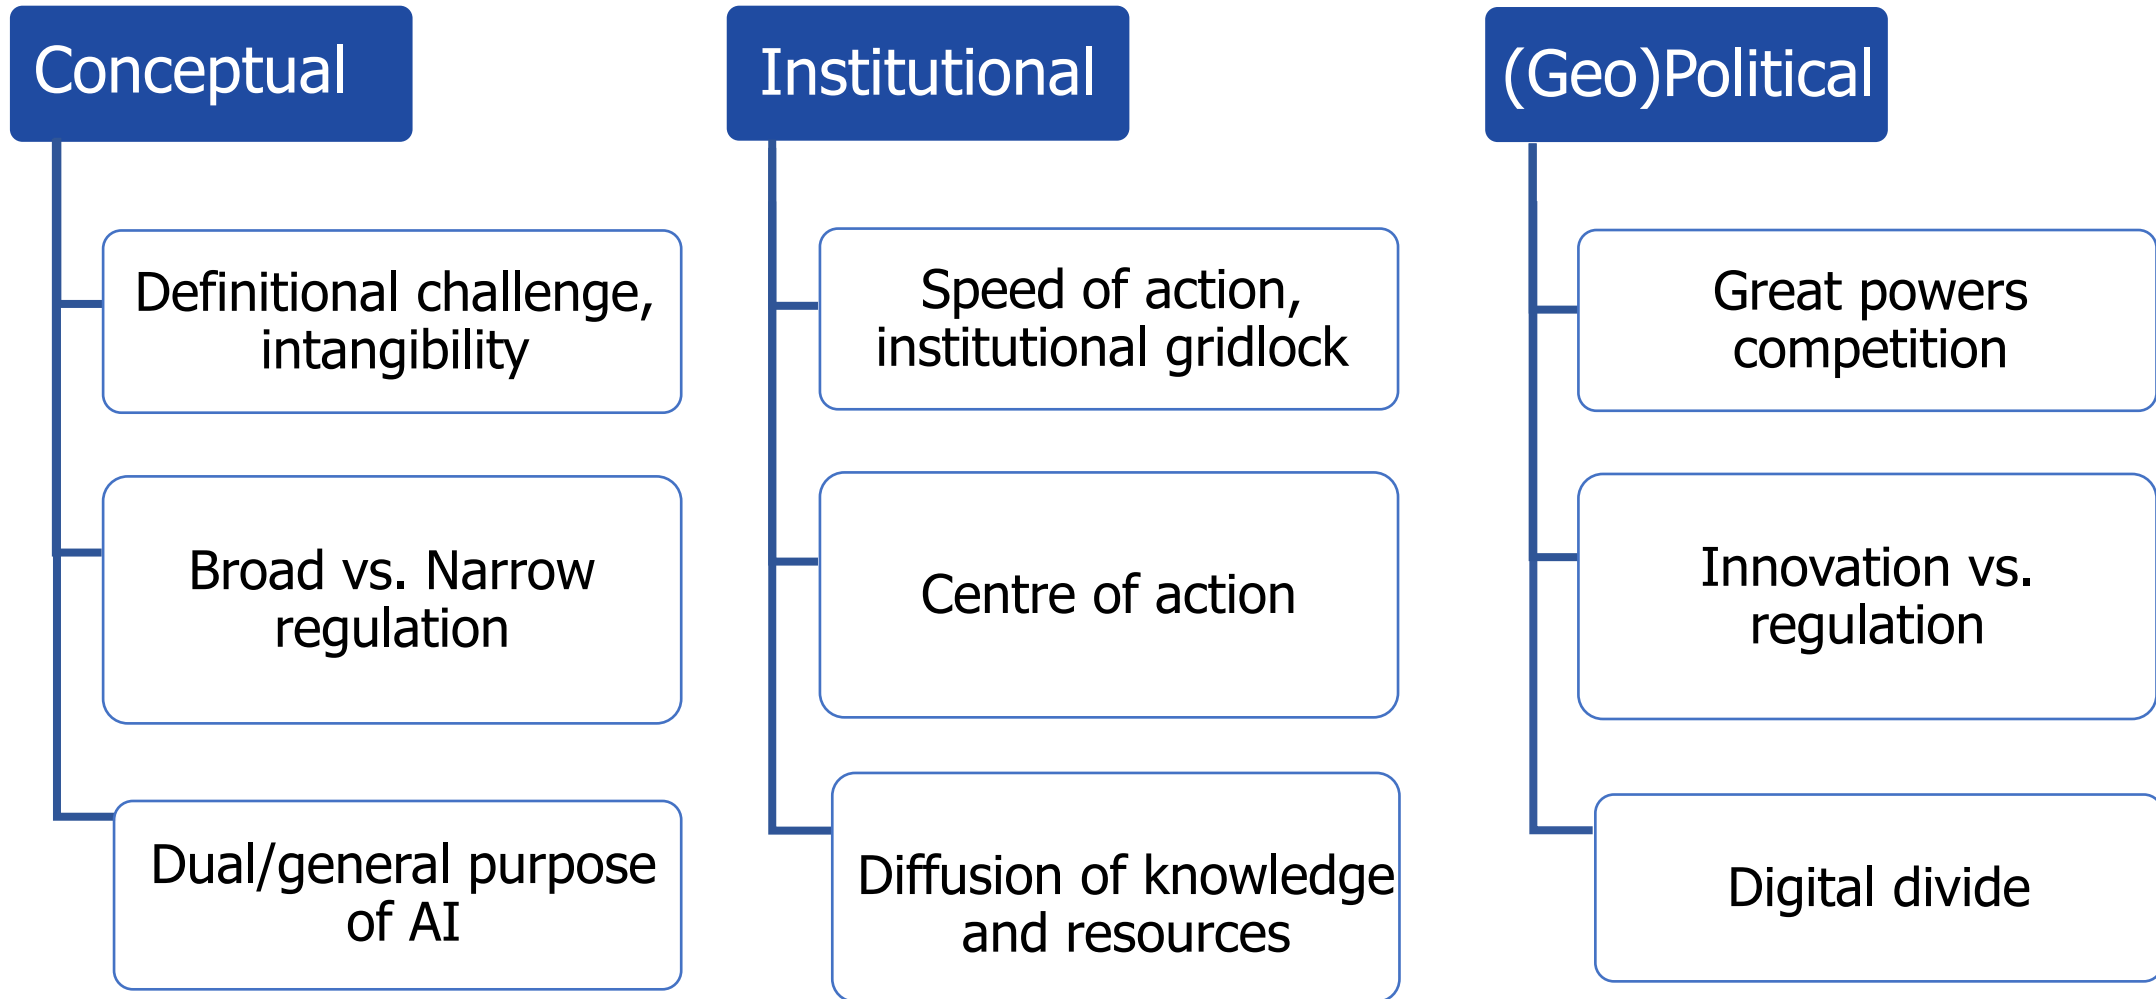 Conceptual
Definitional challenge,
intangibility
Broad vs. Narrow
regulation
Dual/general purpose
of AI
Institutional
Speed of action,
institutional gridlock
Centre of action
Diffusion of knowledge
and resources
(Geo)Political
Great powers
competition
Innovation vs.
regulation
Digital divide